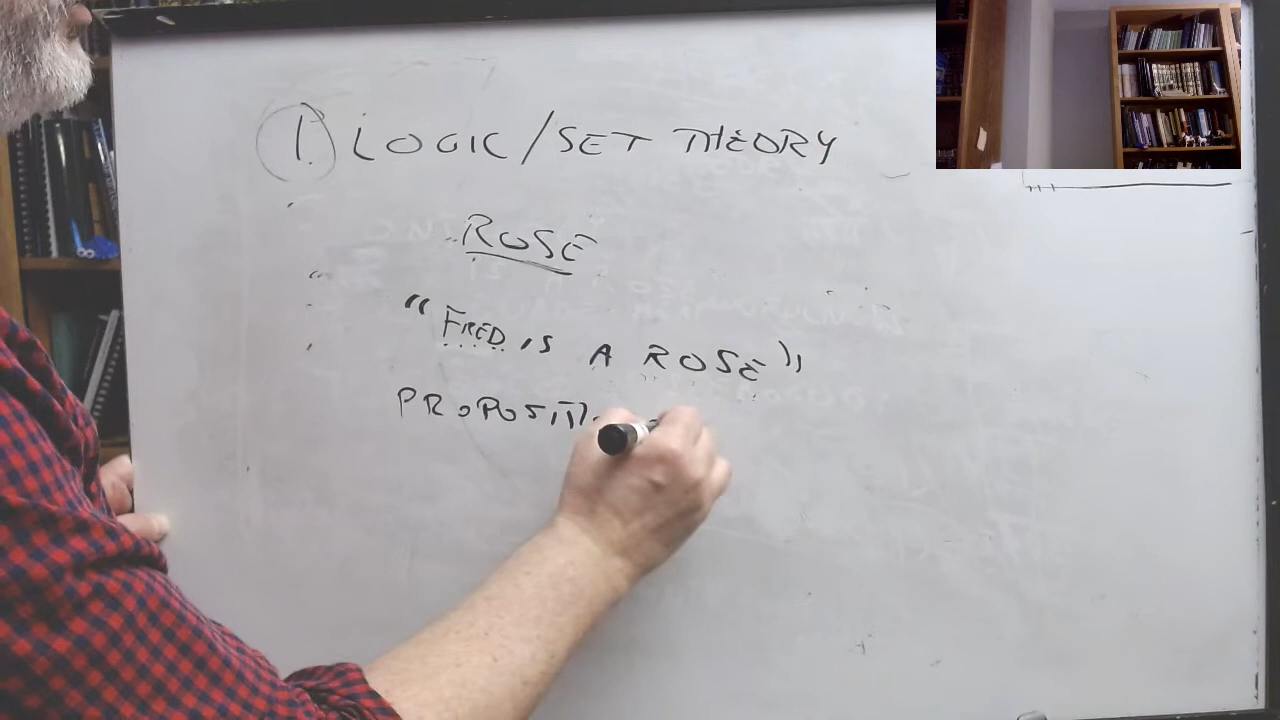 1. LOGIC/SET THEORY
ROSE
"FRED IS A ROSE"
PROPOSITI